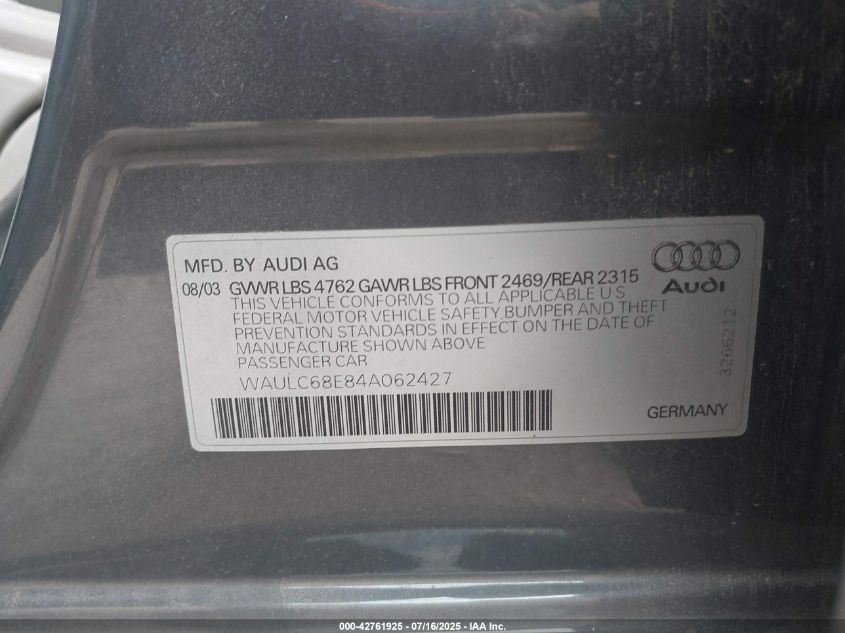 MFD. BY AUDI AG
08/03 GVWR LBS 4762 GAWR LBS FRONT 2469/REAR 2315
THIS VEHICLE CONFORMS TO ALL APPLICABLE U S
FEDERAL MOTOR VEHICLE SAFETY BUMPER AND THEFT
PREVENTION STANDARDS IN EFFECT ON THE DATE OF
MANUFACTURE SHOWN ABOVE
PASSENGER CAR
WAULC68E84A062427
Audi
3266212
GERMANY
000-42761925 - 07/16/2025 - IAA Inc.